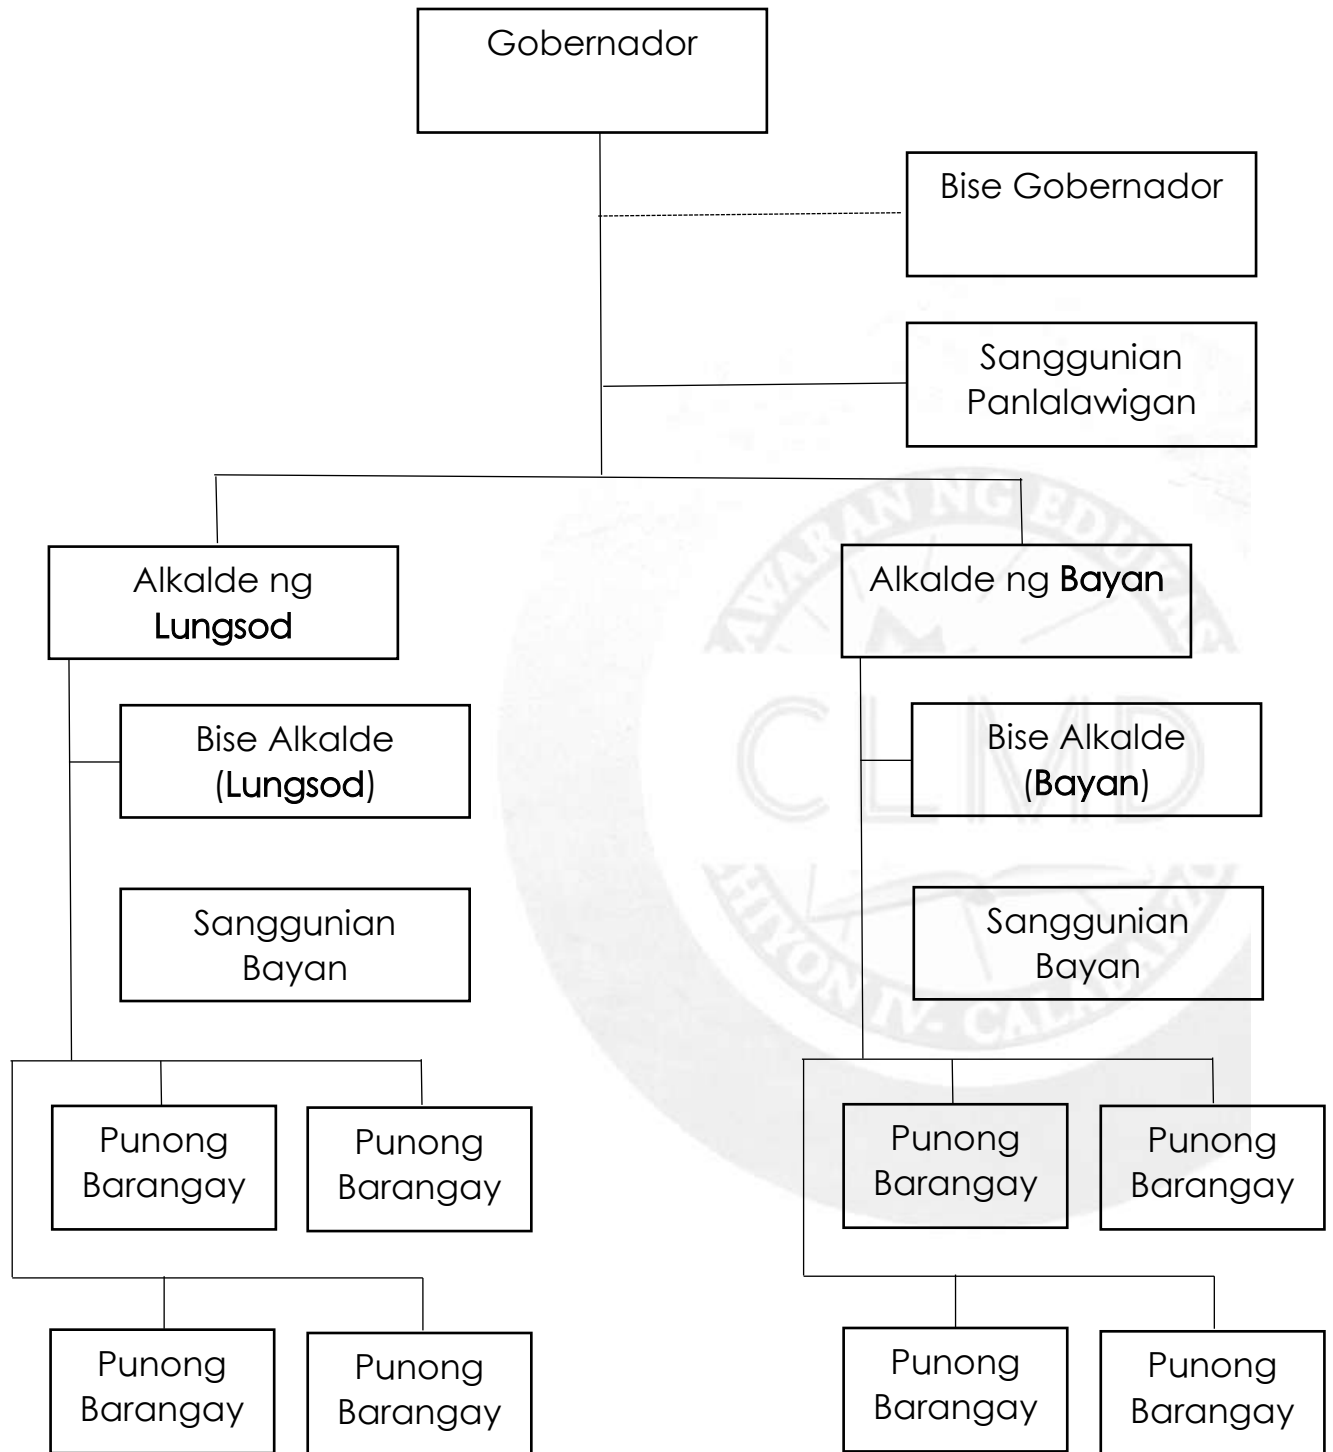 Gobernador
Bise Gobernador
Sanggunian
Panlalawigan
Alkalde ng
Lungsod
Alkalde ng Bayan
Bise Alkalde
(Lungsod)
Bise Alkalde
(Bayan)
Sanggunian
Bayan
Sanggunian
Bayan
Punong
Barangay
Punong
Barangay
Punong
Barangay
Punong
Barangay
Punong
Barangay
Punong
Barangay
Punong
Barangay
Punong
Barangay
CLMD